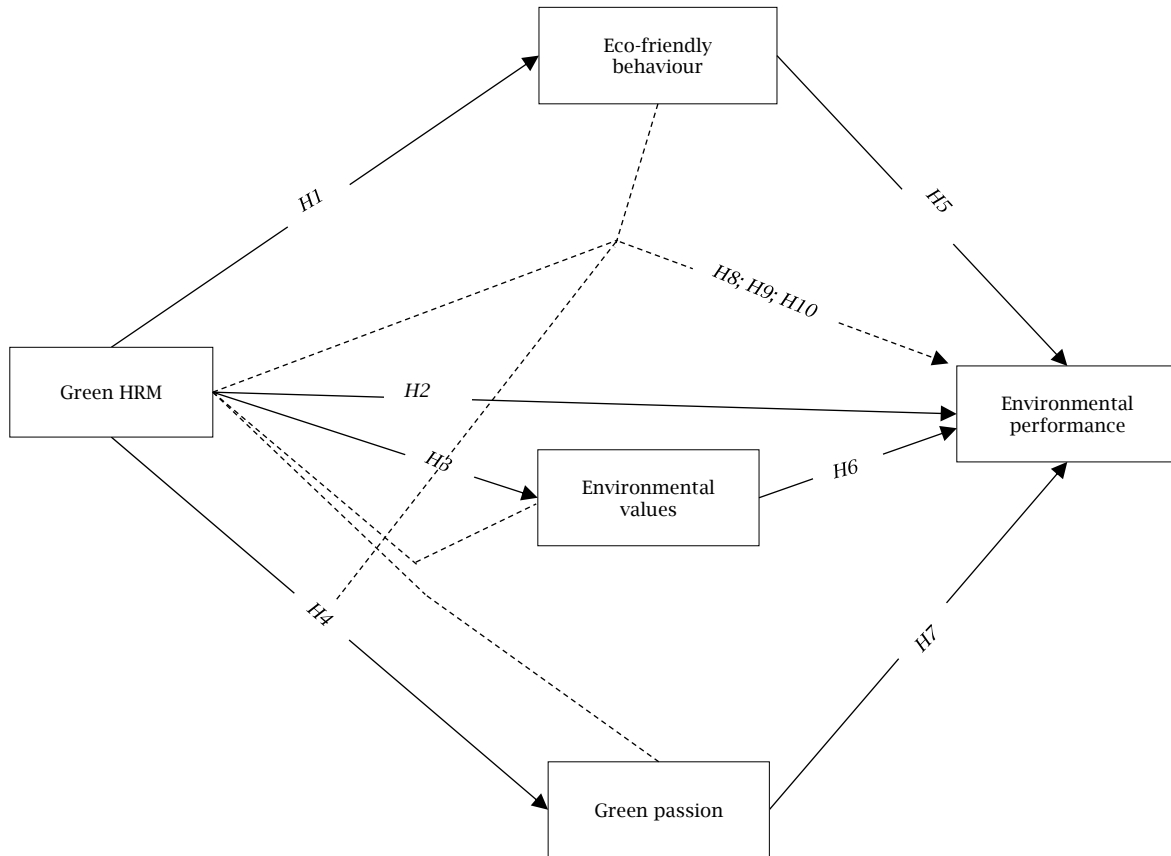 Eco-friendly
behaviour
H1
H5
H8; H9; H10
Green HRM
H2
Environmental
performance
H3
Environmental
values
H6
H4
H7
Green passion